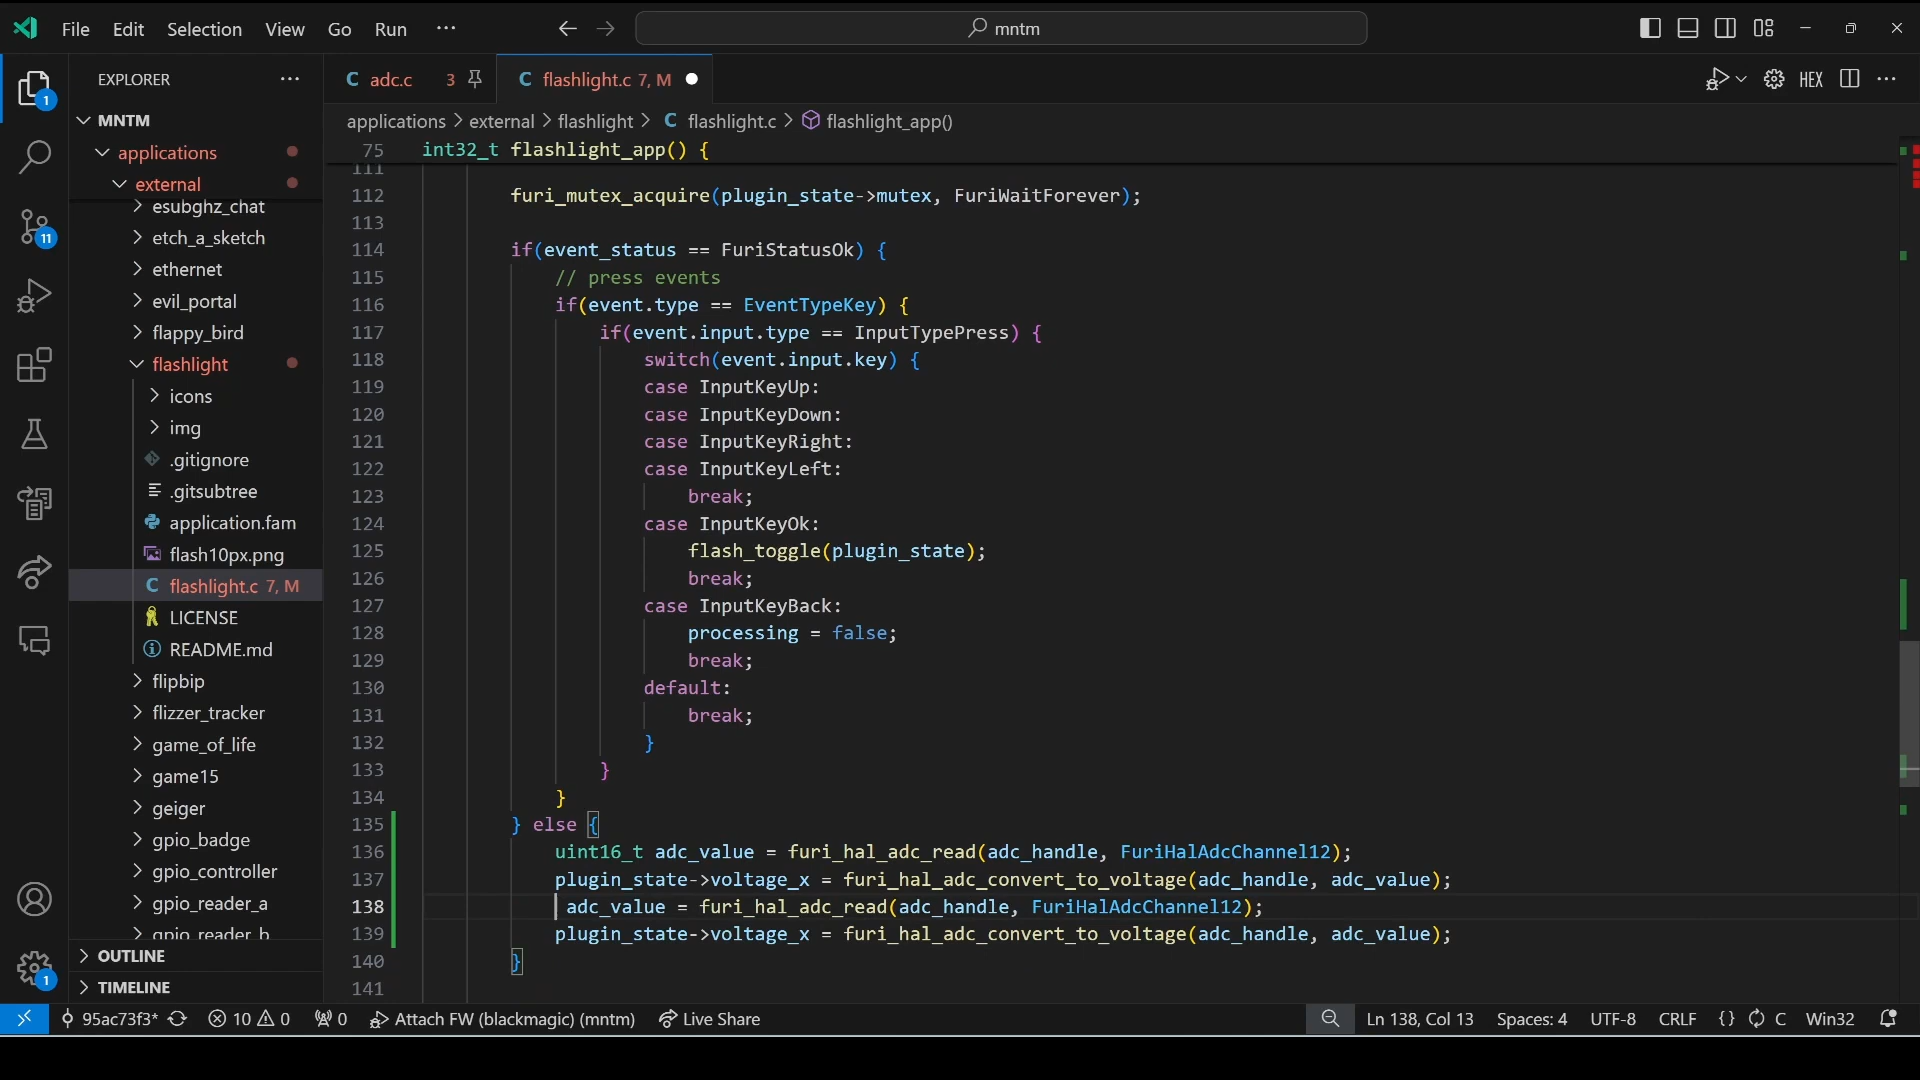 File Edit Selection View Go Run ··· mntm
EXPLORER ···
MNTM
applications
external
esubghz_chat
etch_a_sketch
ethernet
evil_portal
flappy_bird
flashlight
icons
img
.gitignore
.gitsubtree
application.fam
flash10px.png
C flashlight.c 7, M
LICENSE
README.md
flipbip
flizzer_tracker
game_of_life
game15
geiger
gpio_badge
gpio_controller
gpio_reader_a
gpio_reader_b
OUTLINE
TIMELINE
1
11
1
C adc.c 3 C flashlight.c 7, M HEX ···
applications > external > flashlight > C flashlight.c > flashlight_app()
75 int32_t flashlight_app() {
111
112 furi_mutex_acquire(plugin_state->mutex, FuriWaitForever);
113
114 if(event_status == FuriStatusOk) {
115 // press events
116 if(event.type == EventTypeKey) {
117 if(event.input.type == InputTypePress) {
118 switch(event.input.key) {
119 case InputKeyUp:
120 case InputKeyDown:
121 case InputKeyRight:
122 case InputKeyLeft:
123 break;
124 case InputKeyOk:
125 flash_toggle(plugin_state);
126 break;
127 case InputKeyBack:
128 processing = false;
129 break;
130 default:
131 break;
132 }
133 }
134 }
135 } else {
136 uint16_t adc_value = furi_hal_adc_read(adc_handle, FuriHalAdcChannel12);
137 plugin_state->voltage_x = furi_hal_adc_convert_to_voltage(adc_handle, adc_value);
138 adc_value = furi_hal_adc_read(adc_handle, FuriHalAdcChannel12);
139 plugin_state->voltage_x = furi_hal_adc_convert_to_voltage(adc_handle, adc_value);
140 }
141
95ac73f3* 10 0 0 Attach FW (blackmagic) (mntm) Live Share Ln 138, Col 13 Spaces: 4 UTF-8 CRLF {} C Win32